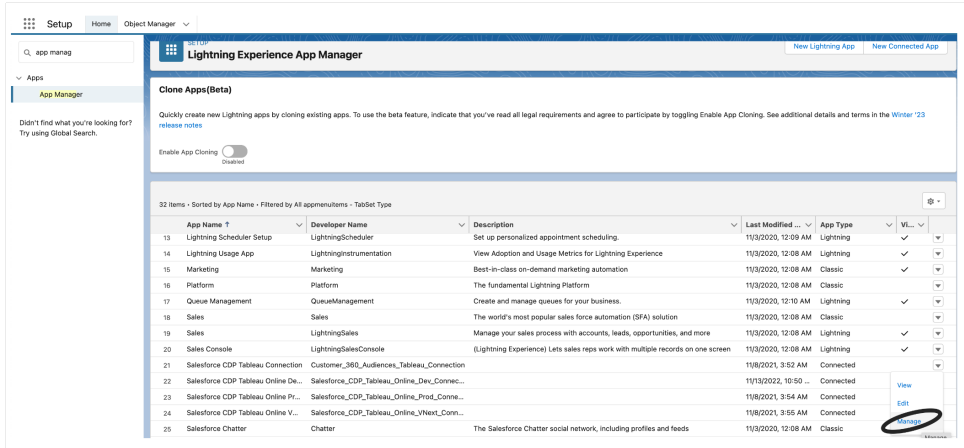 Setup Home Object Manager
app manag
Apps
App Manager
Didn't find what you're looking for?
Try using Global Search.
SETUP
Lightning Experience App Manager
New Lightning App New Connected App
Clone Apps(Beta)
Quickly create new Lightning apps by cloning existing apps. To use the beta feature, indicate that you've read all legal requirements and agree to participate by toggling Enable App Cloning. See additional details and terms in the Winter '23
release notes
Enable App Cloning
Disabled
32 items • Sorted by App Name • Filtered by All appmenuitems - TabSet Type
App Name ↑ Developer Name Description Last Modified ... App Type Vi...
13 Lightning Scheduler Setup LightningScheduler Set up personalized appointment scheduling. 11/3/2020, 12:09 AM Lightning
14 Lightning Usage App LightningInstrumentation View Adoption and Usage Metrics for Lightning Experience 11/3/2020, 12:08 AM Lightning
15 Marketing Marketing Best-in-class on-demand marketing automation 11/3/2020, 12:08 AM Classic
16 Platform Platform The fundamental Lightning Platform 11/3/2020, 12:08 AM Classic
17 Queue Management QueueManagement Create and manage queues for your business. 11/3/2020, 12:10 AM Lightning
18 Sales Sales The world's most popular sales force automation (SFA) solution 11/3/2020, 12:08 AM Classic
19 Sales LightningSales Manage your sales process with accounts, leads, opportunities, and more 11/3/2020, 12:08 AM Lightning
20 Sales Console LightningSalesConsole (Lightning Experience) Lets sales reps work with multiple records on one screen 11/3/2020, 12:08 AM Lightning
21 Salesforce CDP Tableau Connection Customer_360_Audiences_Tableau_Connection 11/8/2021, 3:52 AM Connected
22 Salesforce CDP Tableau Online De... Salesforce_CDP_Tableau_Online_Dev_Connec... 11/13/2022, 10:50 ... Connected
23 Salesforce CDP Tableau Online Pr... Salesforce_CDP_Tableau_Online_Prod_Conne... 11/8/2021, 3:54 AM Connected
24 Salesforce CDP Tableau Online V... Salesforce_CDP_Tableau_Online_VNext_Conn... 11/8/2021, 3:55 AM Connected
25 Salesforce Chatter Chatter The Salesforce Chatter social network, including profiles and feeds 11/3/2020, 12:08 AM Classic
View
Edit
Manage
Manage